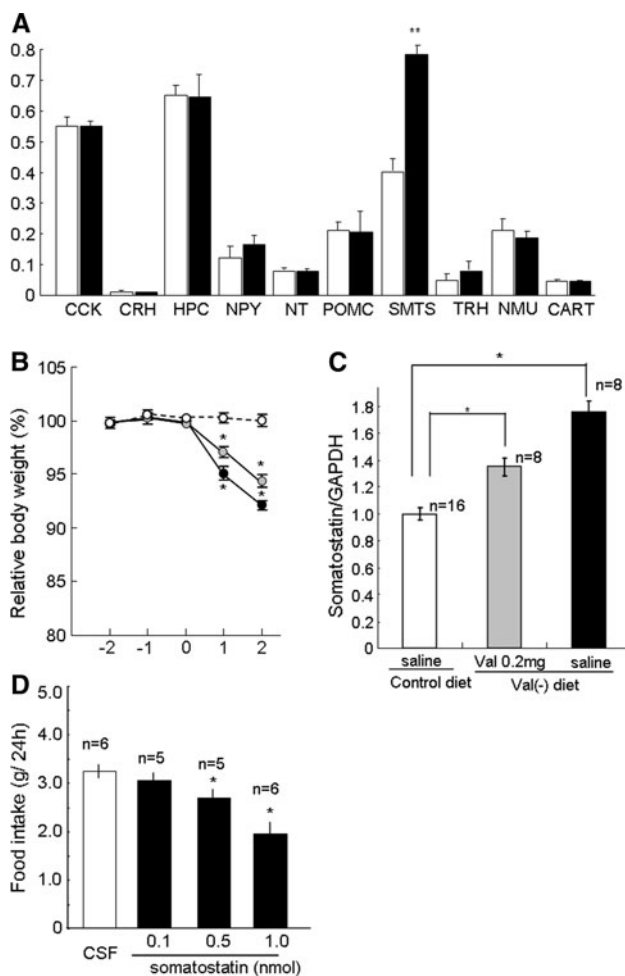 A
**
0.8
0.7
0.6
0.5
0.4
0.3
0.2
0.1
0
CCK CRH HPC NPY NT POMC SMTS TRH NMU CART
B
Relative body weight (%)
105
100
95
90
85
80
* *
* *
-2 -1 0 1 2
C
Somatostatin/GAPDH
*
n=8
*
n=8
n=16
1.8
1.6
1.4
1.2
1.0
0.8
0.6
0.4
0.2
0
saline Val 0.2mg saline
Control diet Val(-) diet
D
Food intake (g/ 24h)
5.0
4.0
3.0
2.0
1.0
0
n=6 n=5 n=5 n=6
* *
CSF 0.1 0.5 1.0
somatostatin (nmol)